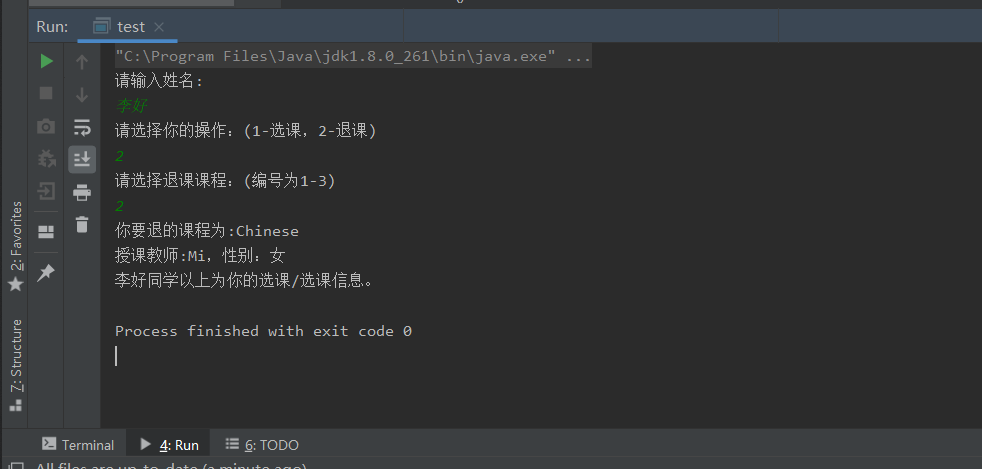 Run: test
"C:\Program Files\Java\jdk1.8.0_261\bin\java.exe" ...
请输入姓名:
李好
请选择你的操作: (1-选课, 2-退课)
2
请选择退课课程: (编号为1-3)
2
你要退的课程为:Chinese
授课教师:Mi, 性别: 女
李好同学以上为你的选课/选课信息。
Process finished with exit code 0
2: Favorites
7: Structure
Terminal 4: Run 6: TODO
All files are up-to-date (a minute ago)